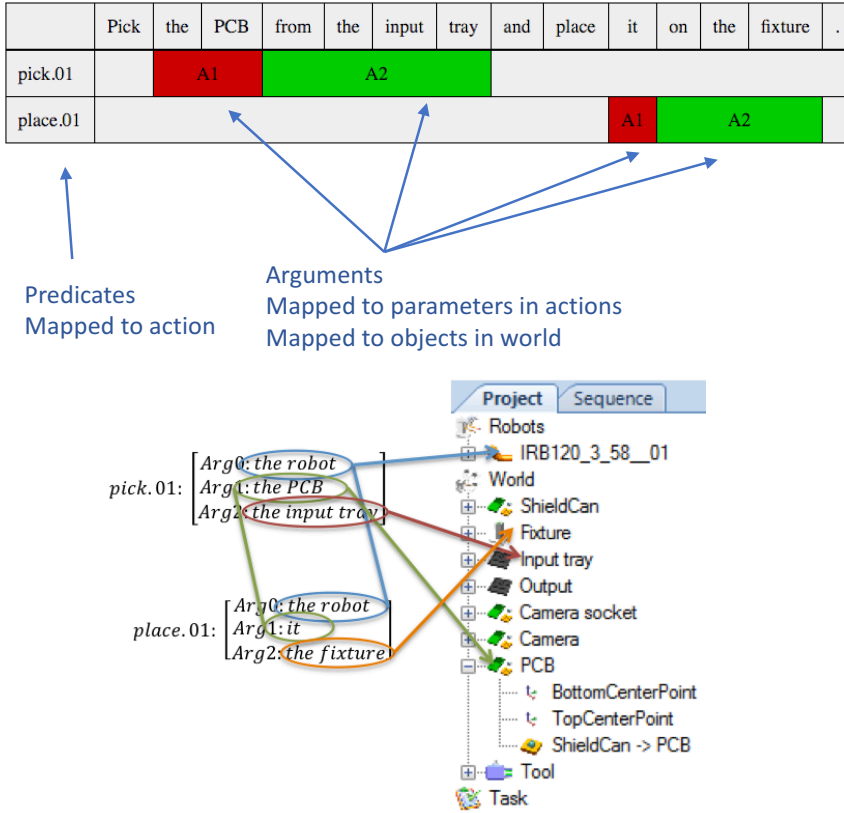 Pick the PCB from the input tray and place it on the fixture .
pick.01 A1 A2
place.01 A1 A2
Predicates
Mapped to action
Arguments
Mapped to parameters in actions
Mapped to objects in world
pick.01: Arg0: the robot
Arg1: the PCB
Arg2: the input tray
place.01: Arg0: the robot
Arg1: it
Arg2: the fixture
Project Sequence
Robots
IRB120_3_58__01
World
ShieldCan
Fixture
Input tray
Output
Camera socket
Camera
PCB
BottomCenterPoint
TopCenterPoint
ShieldCan -> PCB
Tool
Task